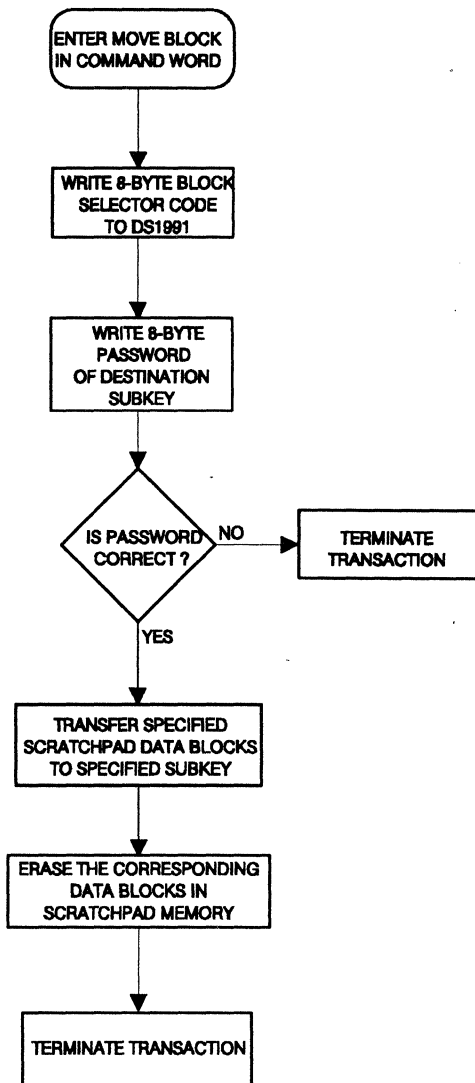 ENTER MOVE BLOCK
IN COMMAND WORD
WRITE 8-BYTE BLOCK
SELECTOR CODE
TO DS1991
WRITE 8-BYTE
PASSWORD
OF DESTINATION
SUBKEY
IS PASSWORD
CORRECT ?
NO
TERMINATE
TRANSACTION
YES
TRANSFER SPECIFIED
SCRATCHPAD DATA BLOCKS
TO SPECIFIED SUBKEY
ERASE THE CORRESPONDING
DATA BLOCKS IN
SCRATCHPAD MEMORY
TERMINATE TRANSACTION